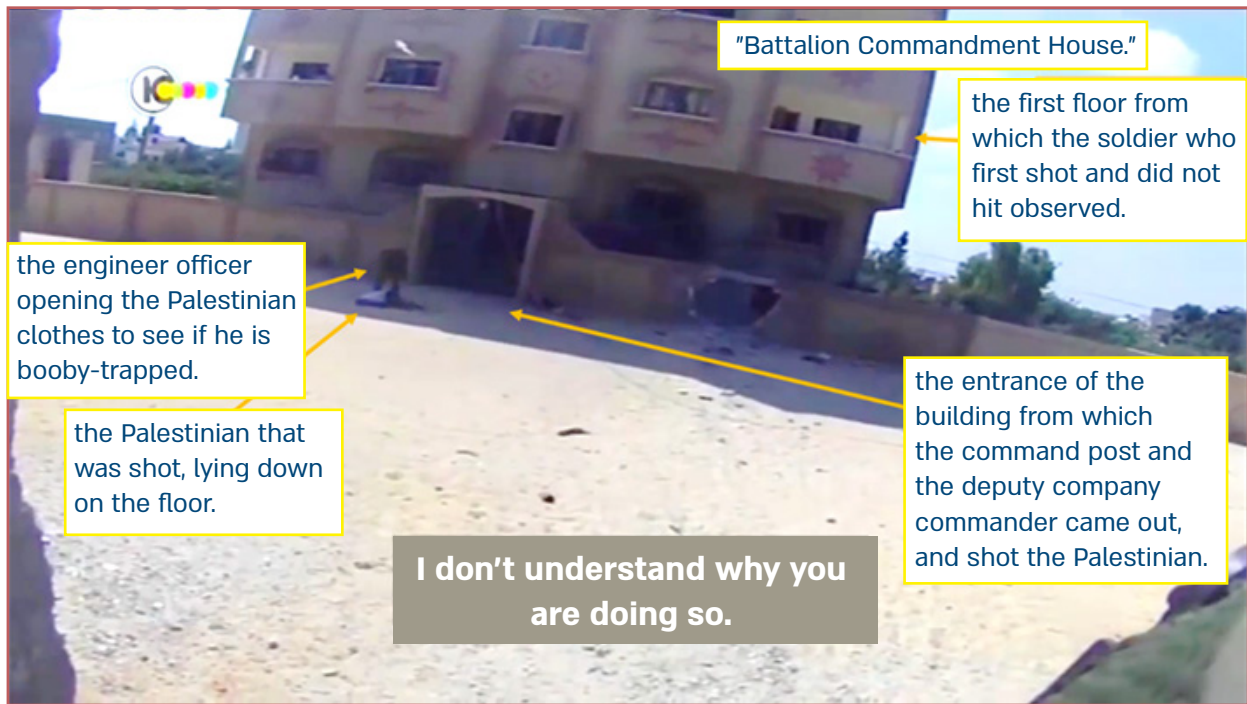 "Battalion Commandment House."
the first floor from
which the soldier who
first shot and did not
hit observed.
the engineer officer
opening the Palestinian
clothes to see if he is
booby-trapped.
the Palestinian that
was shot, lying down
on the floor.
the entrance of the
building from which
the command post and
the deputy company
commander came out,
and shot the Palestinian.
I don't understand why you
are doing so.